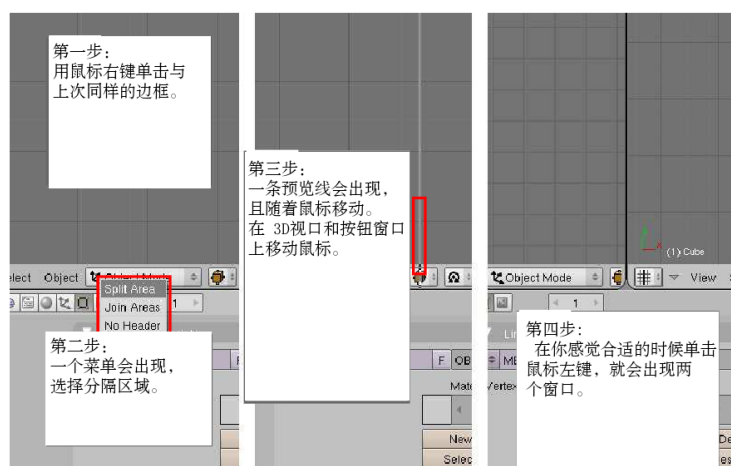 第一步:
用鼠标右键单击与
上次同样的边框。
第三步:
一条预览线会出现,
且随着鼠标移动。
在 3D视口和按钮窗口
上移动鼠标。
(1) Cube
Object
Object Mode
View
Split Area
Join Areas
No Header
1
1
第二步:
一个菜单会出现,
选择分隔区域。
第四步:
在你感觉合适的时候单击
鼠标左键, 就会出现两
个窗口。
F
OB
Mate
New
Selec